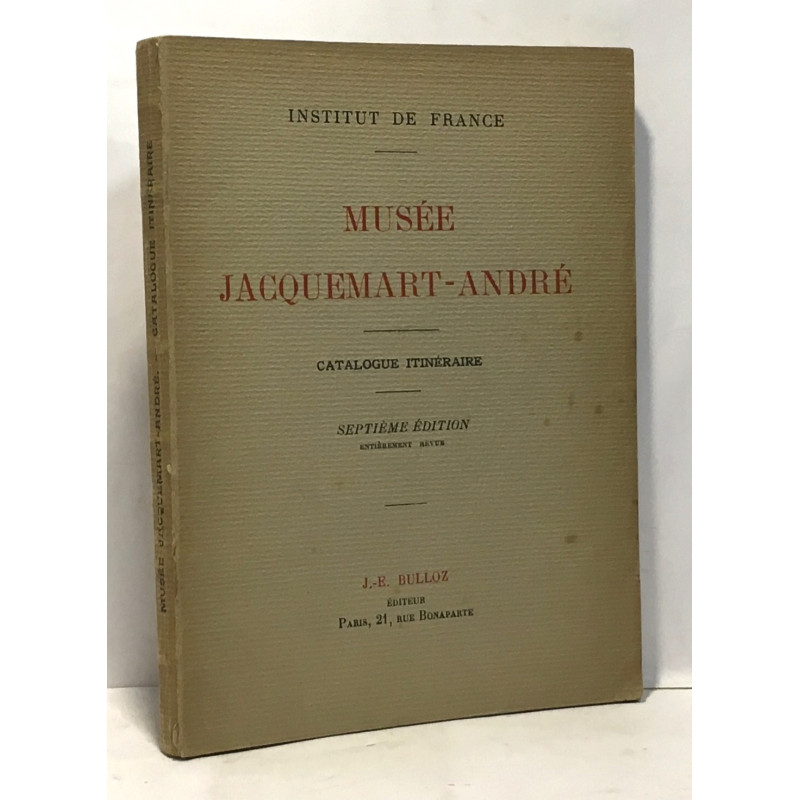 INSTITUT DE FRANCE
MUSÉE
JACQUEMART-ANDRÉ
CATALOGUE ITINÉRAIRE
SEPTIÈME ÉDITION
ENTIÈREMENT REVUE
J.-E. BULLOZ
ÉDITEUR
PARIS, 21, RUE BONAPARTE
MUSÉE JACQUEMART-ANDRÉ. - CATALOGUE ITINÉRAIRE